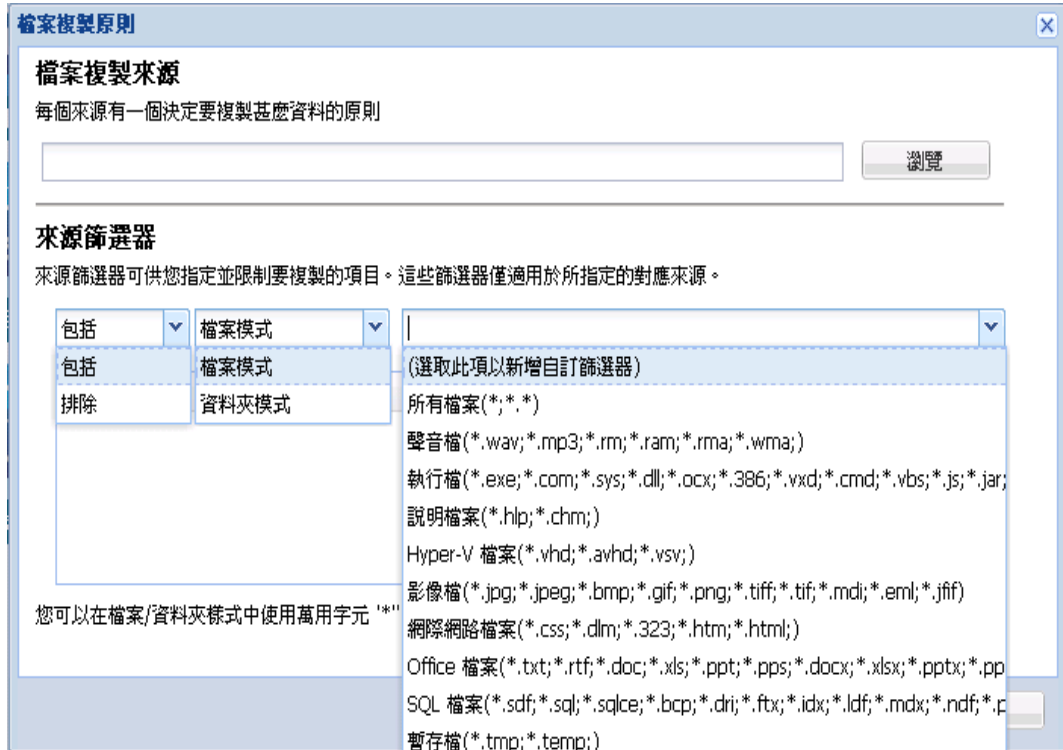 檔案複製原則
檔案複製來源
每個來源有一個決定要複製甚麼資料的原則
瀏覽
來源篩選器
來源篩選器可供您指定並限制要複製的項目。這些篩選器僅適用於所指定的對應來源。
包括 檔案模式
包括 檔案模式 (選取此項以新增自訂篩選器)
排除 資料夾模式 所有檔案(*;*.*)
聲音檔(*.wav;*.mp3;*.rm;*.ram;*.rma;*.wma;)
執行檔(*.exe;*.com;*.sys;*.dll;*.ocx;*.386;*.vxd;*.cmd;*.vbs;*.js;*.jar;
說明檔案(*.hlp;*.chm;)
Hyper-V 檔案(*.vhd;*.avhd;*.vsv;)
影像檔(*.jpg;*.jpeg;*.bmp;*.gif;*.png;*.tiff;*.tif;*.mdi;*.eml;*.jfif)
您可以在檔案/資料夾樣式中使用萬用字元 '*''
網際網路檔案(*.css;*.dlm;*.323;*.htm;*.html;)
Office 檔案(*.txt;*.rtf;*.doc;*.xls;*.ppt;*.pps;*.docx;*.xlsx;*.pptx;*.pp
SQL 檔案(*.sdf;*.sql;*.sqlce;*.bcp;*.dri;*.ftx;*.idx;*.ldf;*.mdx;*.ndf;*.p
暫存檔(*.tmp;*.temp;)